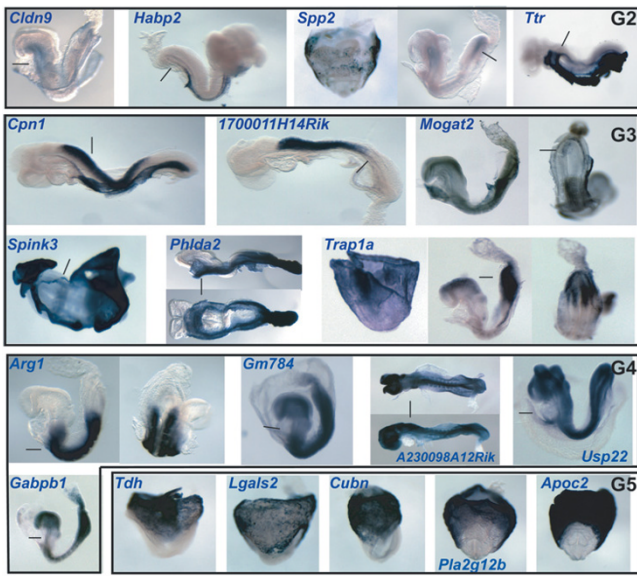 Cldn9 Habp2 Spp2 Ttr G2
Cpn1 1700011H14Rik Mogat2 G3
Spink3 Phlda2 Trap1a
Arg1 Gm784 G4
A230098A12Rik Usp22
Gabpb1 Tdh Lgals2 Cubn Apoc2 G5
Pla2g12b